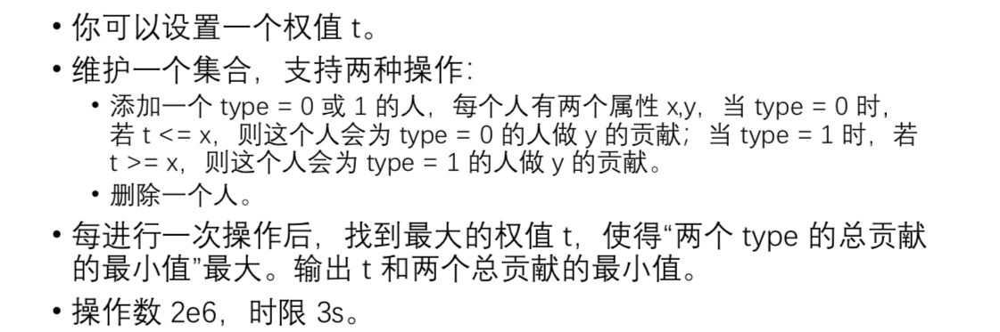 • 你可以设置一个权值 t。
• 维护一个集合，支持两种操作：
• 添加一个 type = 0 或 1 的人，每个人有两个属性 x,y，当 type = 0 时，
若 t <= x，则这个人会为 type = 0 的人做 y 的贡献；当 type = 1 时，若
t >= x，则这个人会为 type = 1 的人做 y 的贡献。
• 删除一个人。
• 每进行一次操作后，找到最大的权值 t，使得“两个 type 的总贡献
的最小值”最大。输出 t 和两个总贡献的最小值。
• 操作数 2e6，时限 3s。